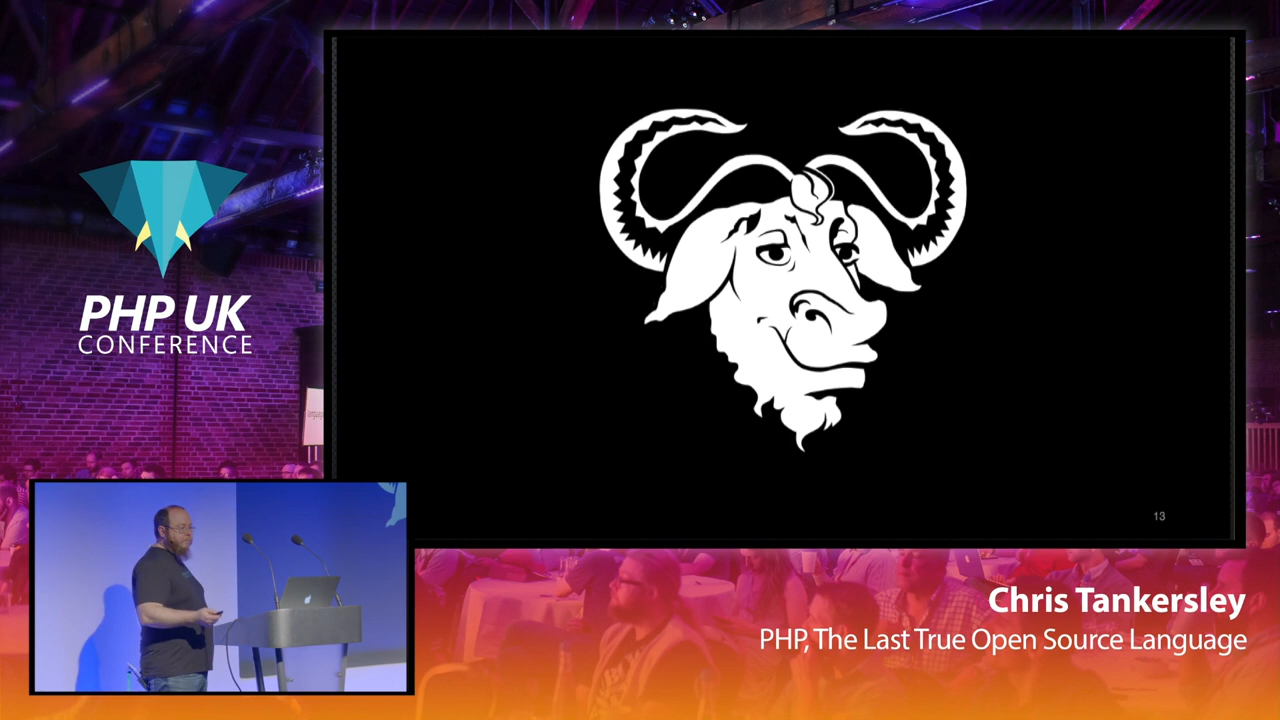 PHP UK
CONFERENCE
13
Chris Tankersley
PHP, The Last True Open Source Language